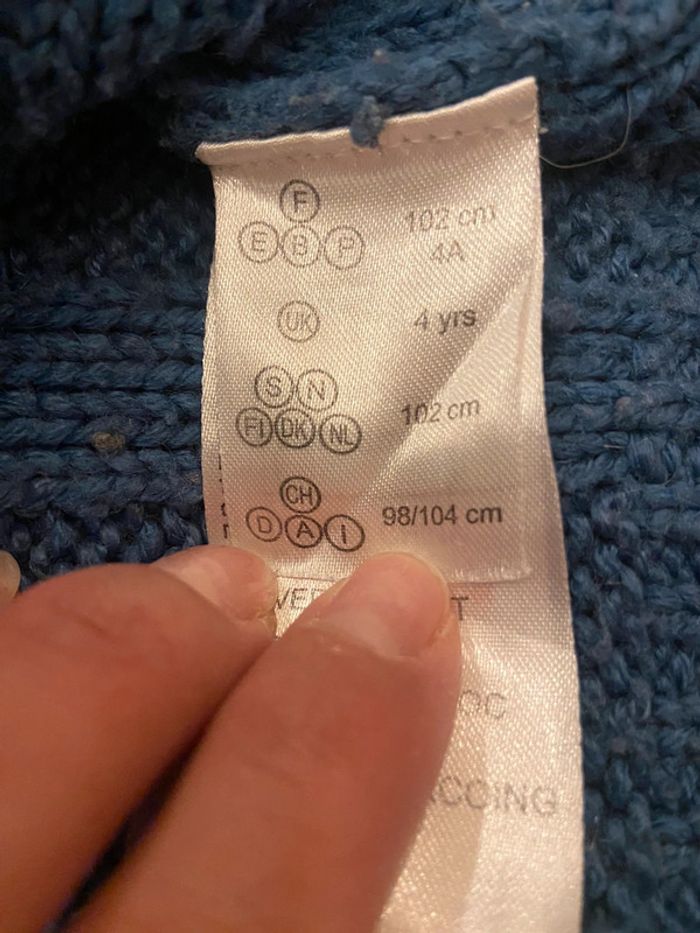 F
E B P 102 cm
4A
UK 4 yrs
S N
FI DK NL 102 cm
CH
D A I 98/104 cm